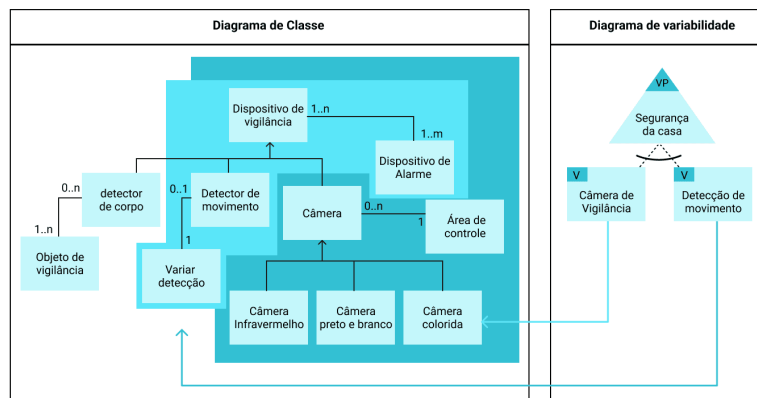 Diagrama de Classe
Diagrama de variabilidade
Dispositivo de
vigilância
1..n
1..m
Dispositivo de
Alarme
0..n
detector
de corpo
0..1
Detector de
movimento
Câmera
0..n
1
Área de
controle
1..n
Objeto de
vigilância
1
Variar
detecção
Câmera
Infravermelho
Câmera
preto e branco
Câmera
colorida
VP
Segurança
da casa
V
Câmera de
Vigilância
V
Detecção de
movimento